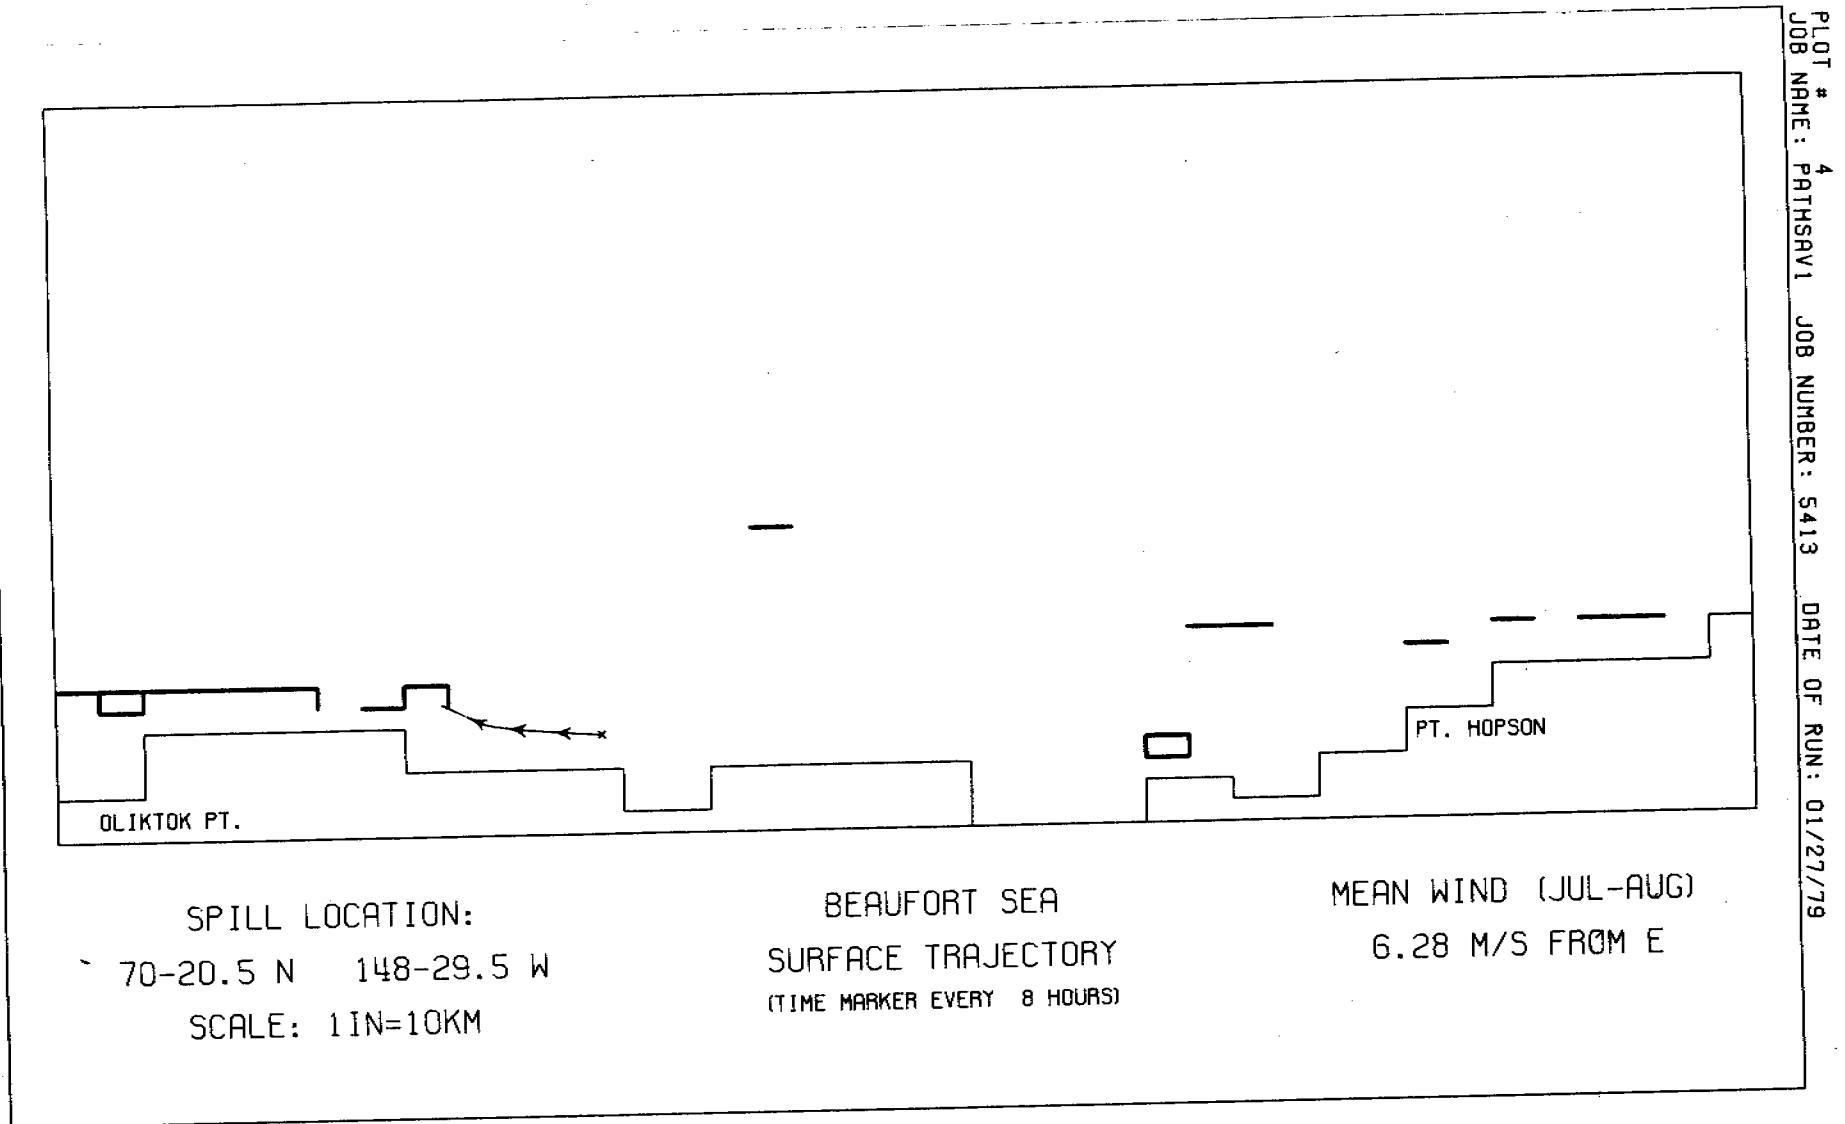 PLOT # 4
JOB NAME: PATHSAV1 JOB NUMBER: 5413 DATE OF RUN: 01/27/79
PT. HOPSON
OLIKTOK PT.
SPILL LOCATION:
70-20.5 N 148-29.5 W
SCALE: 1IN=10KM
BEAUFORT SEA
SURFACE TRAJECTORY
(TIME MARKER EVERY 8 HOURS)
MEAN WIND (JUL-AUG)
6.28 M/S FROM E